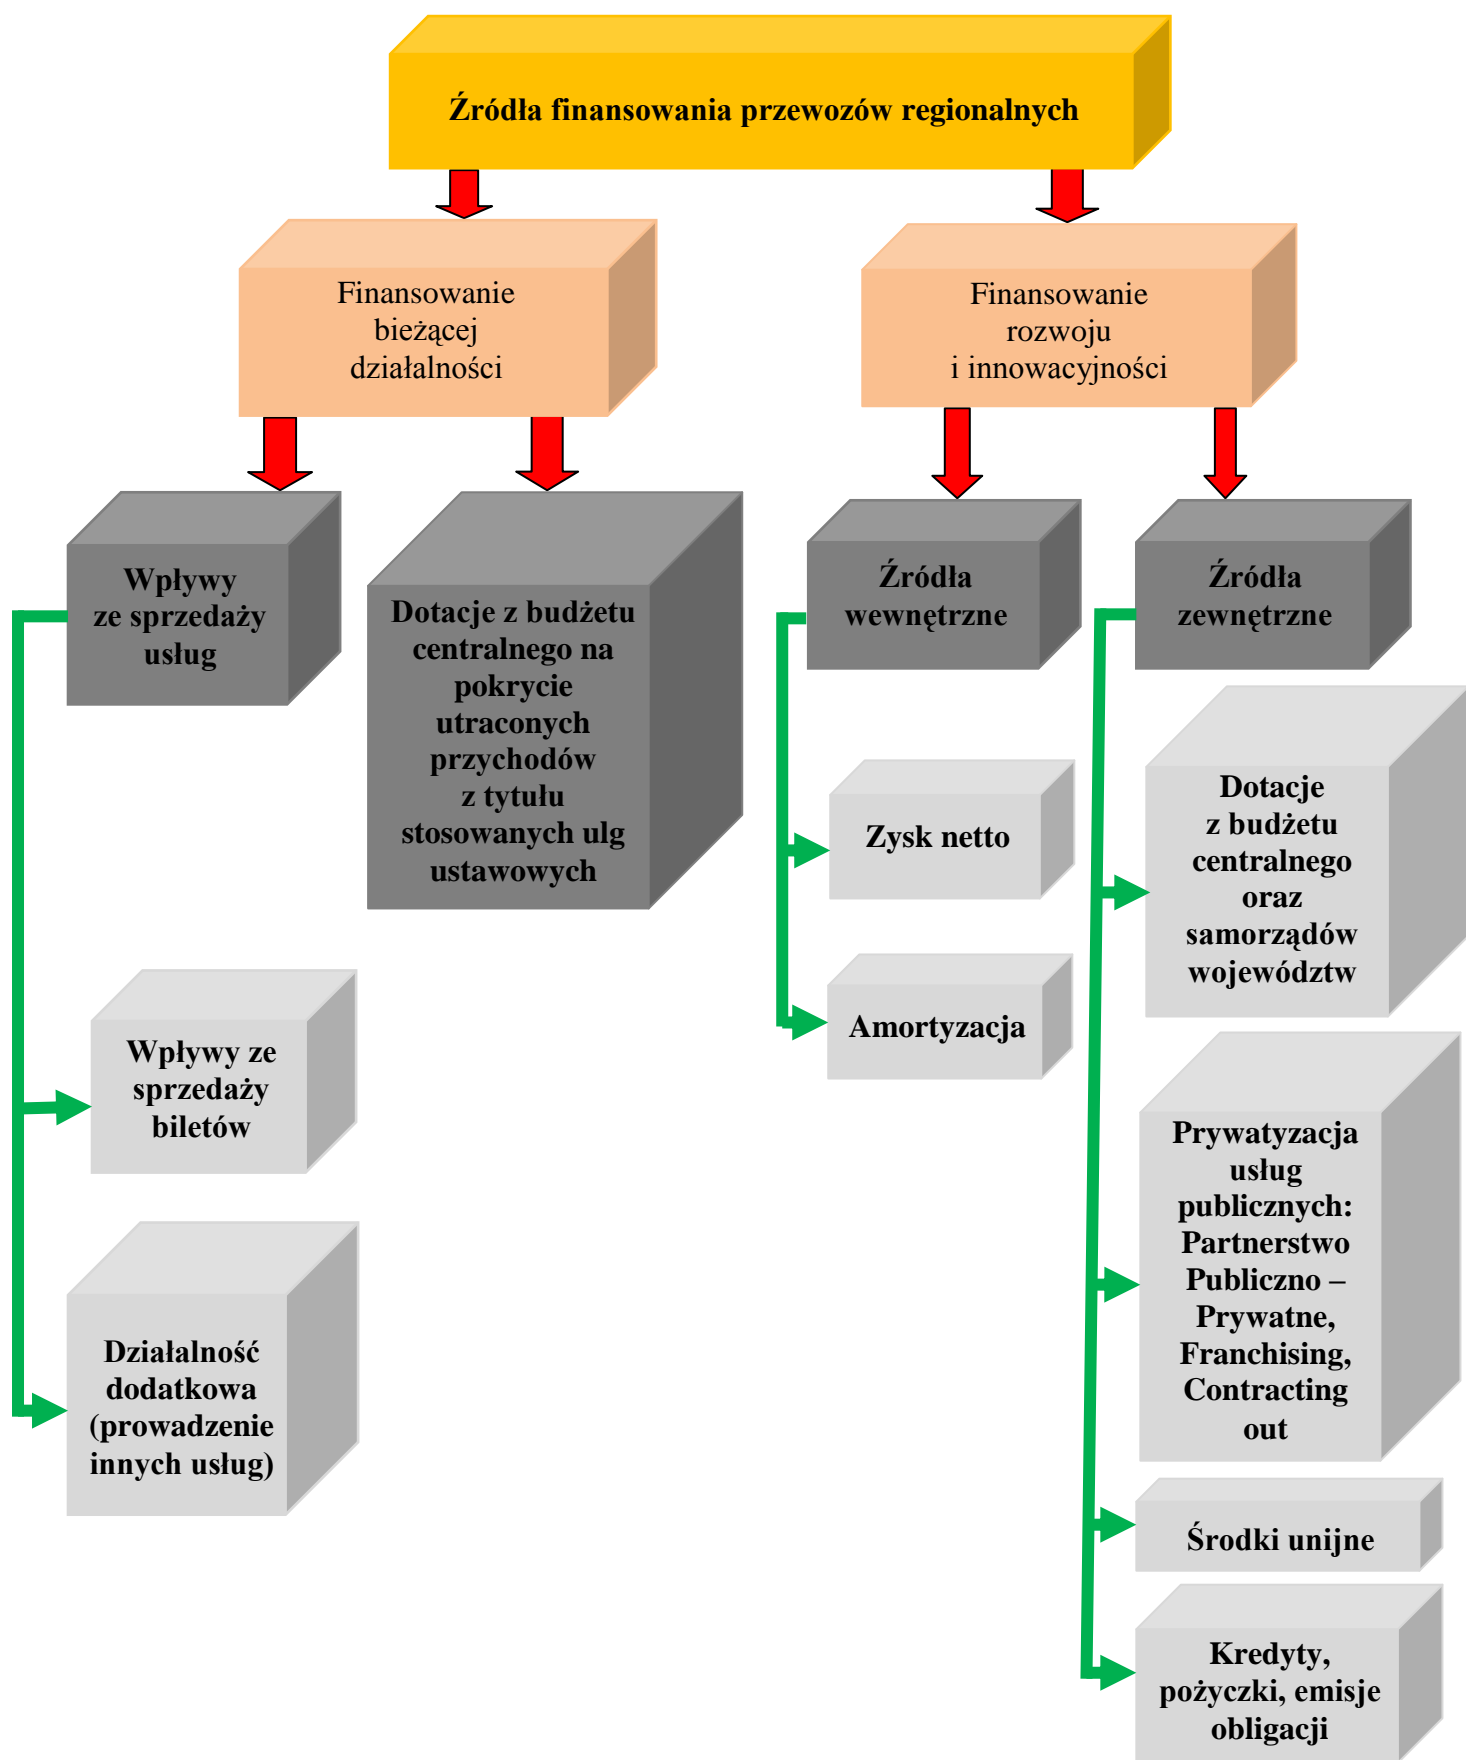 Źródła finansowania przewozów regionalnych
Finansowanie
bieżącej
działalności
Finansowanie
rozwoju
i innowacyjności
Wpływy
ze sprzedaży
usług
Dotacje z budżetu
centralnego na
pokrycie
utraconych
przychodów
z tytułu
stosowanych ulg
ustawowych
Źródła
wewnętrzne
Źródła
zewnętrzne
Wpływy ze
sprzedaży
biletów
Działalność
dodatkowa
(prowadzenie
innych usług)
Zysk netto
Amortyzacja
Dotacje
z budżetu
centralnego
oraz
samorządów
województw
Prywatyzacja
usług
publicznych:
Partnerstwo
Publiczno –
Prywatne,
Franchising,
Contracting
out
Środki unijne
Kredyty,
pożyczki, emisje
obligacji